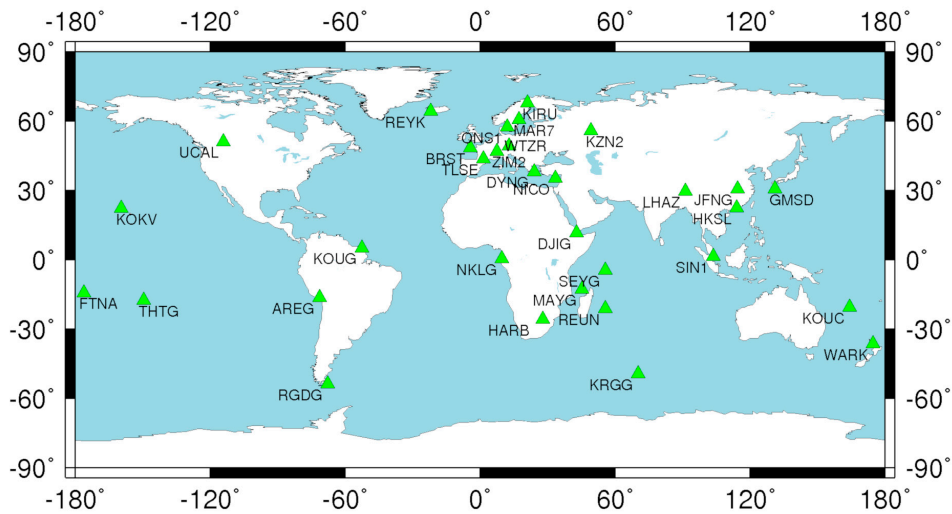 -180° -120° -60° 0° 60° 120° 180°
90° 90°
60° 60°
30° 30°
0° 0°
-30° -30°
-60° -60°
-90° -90°
REYK
KIRU
MAR7
ONS1
KZN2
UCAL
WTZR
BRST
ZIM2
TLSE
DYNG
NICO
LHAZ
JFNG
GMSD
HKSL
KOKV
DJIG
KOUG
NKLG
SIN1
SEYG
FTNA
THTG
AREG
MAYG
REUN
KOUC
HARB
WARK
KRGG
RGDG
-180° -120° -60° 0° 60° 120° 180°